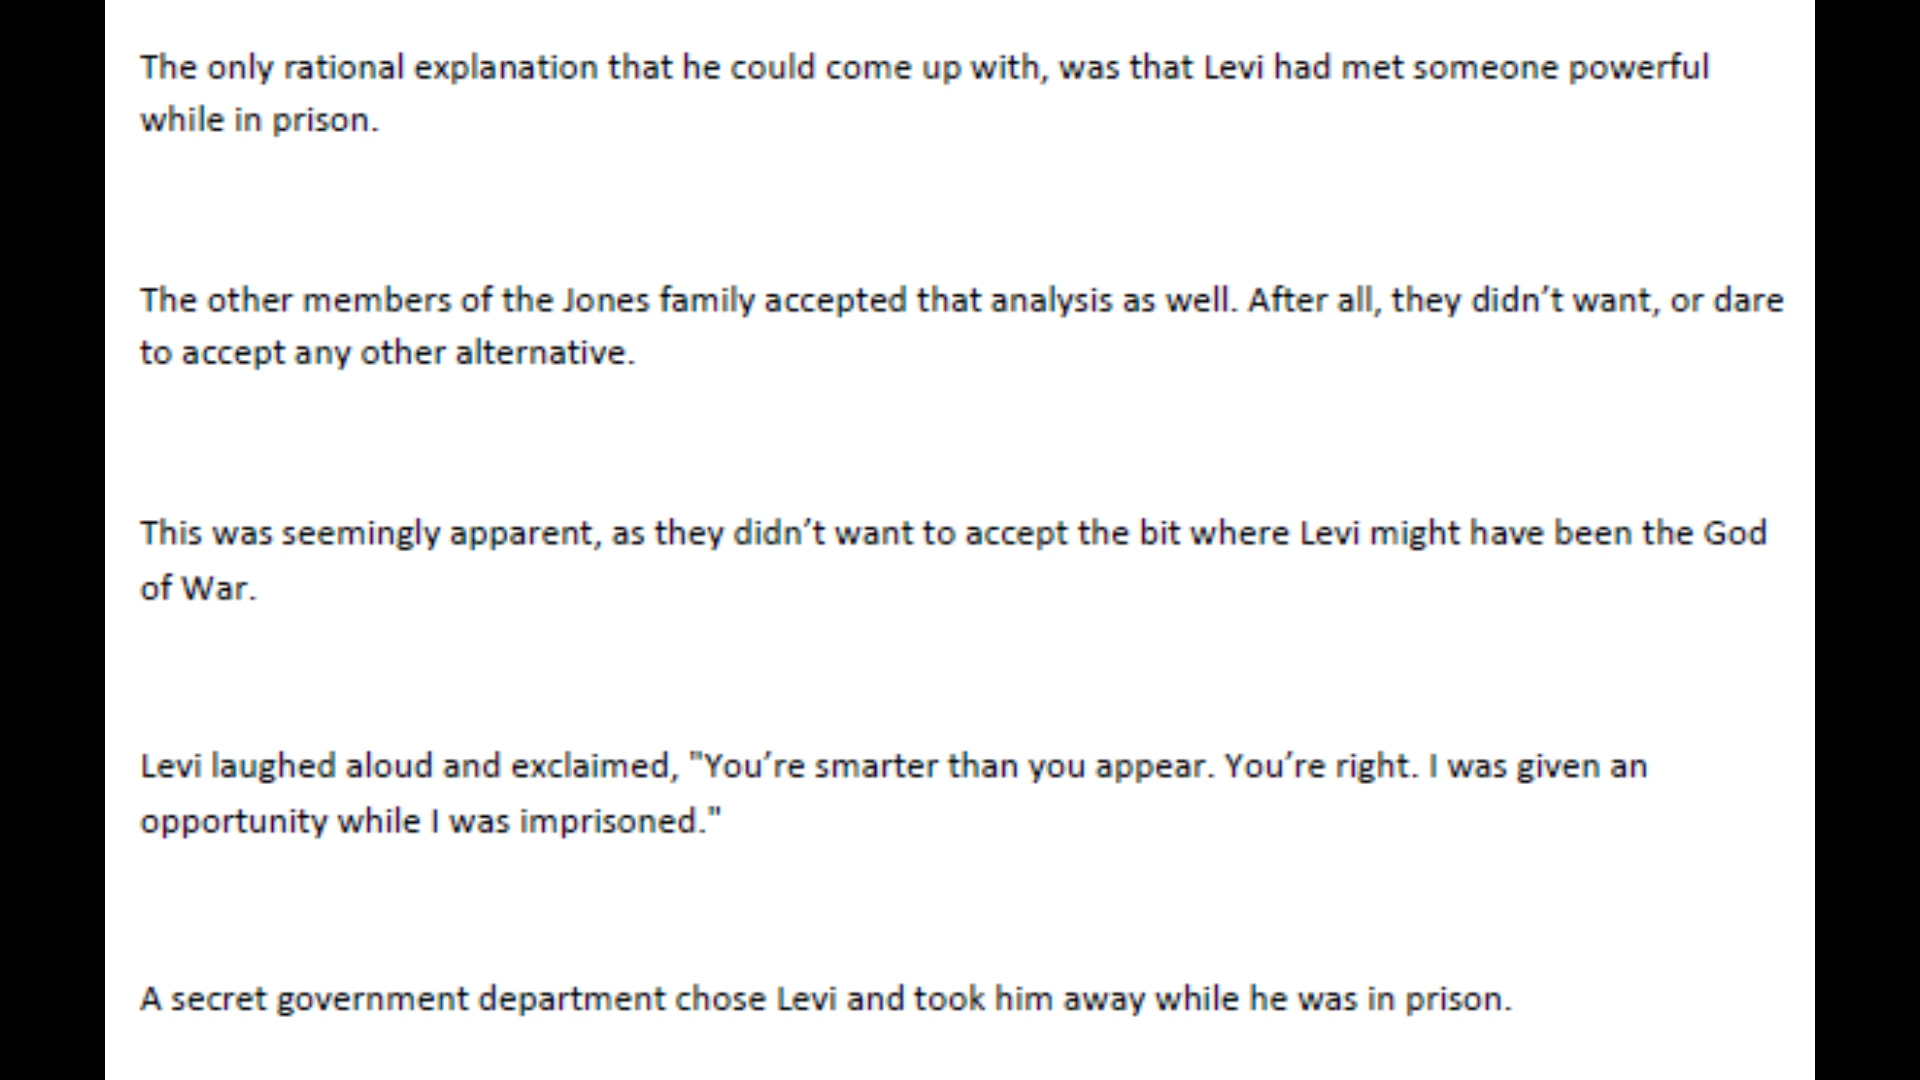 The only rational explanation that he could come up with, was that Levi had met someone powerful
while in prison.
The other members of the Jones family accepted that analysis as well. After all, they didn’t want, or dare
to accept any other alternative.
This was seemingly apparent, as they didn’t want to accept the bit where Levi might have been the God
of War.
Levi laughed aloud and exclaimed, "You’re smarter than you appear. You’re right. I was given an
opportunity while I was imprisoned."
A secret government department chose Levi and took him away while he was in prison.